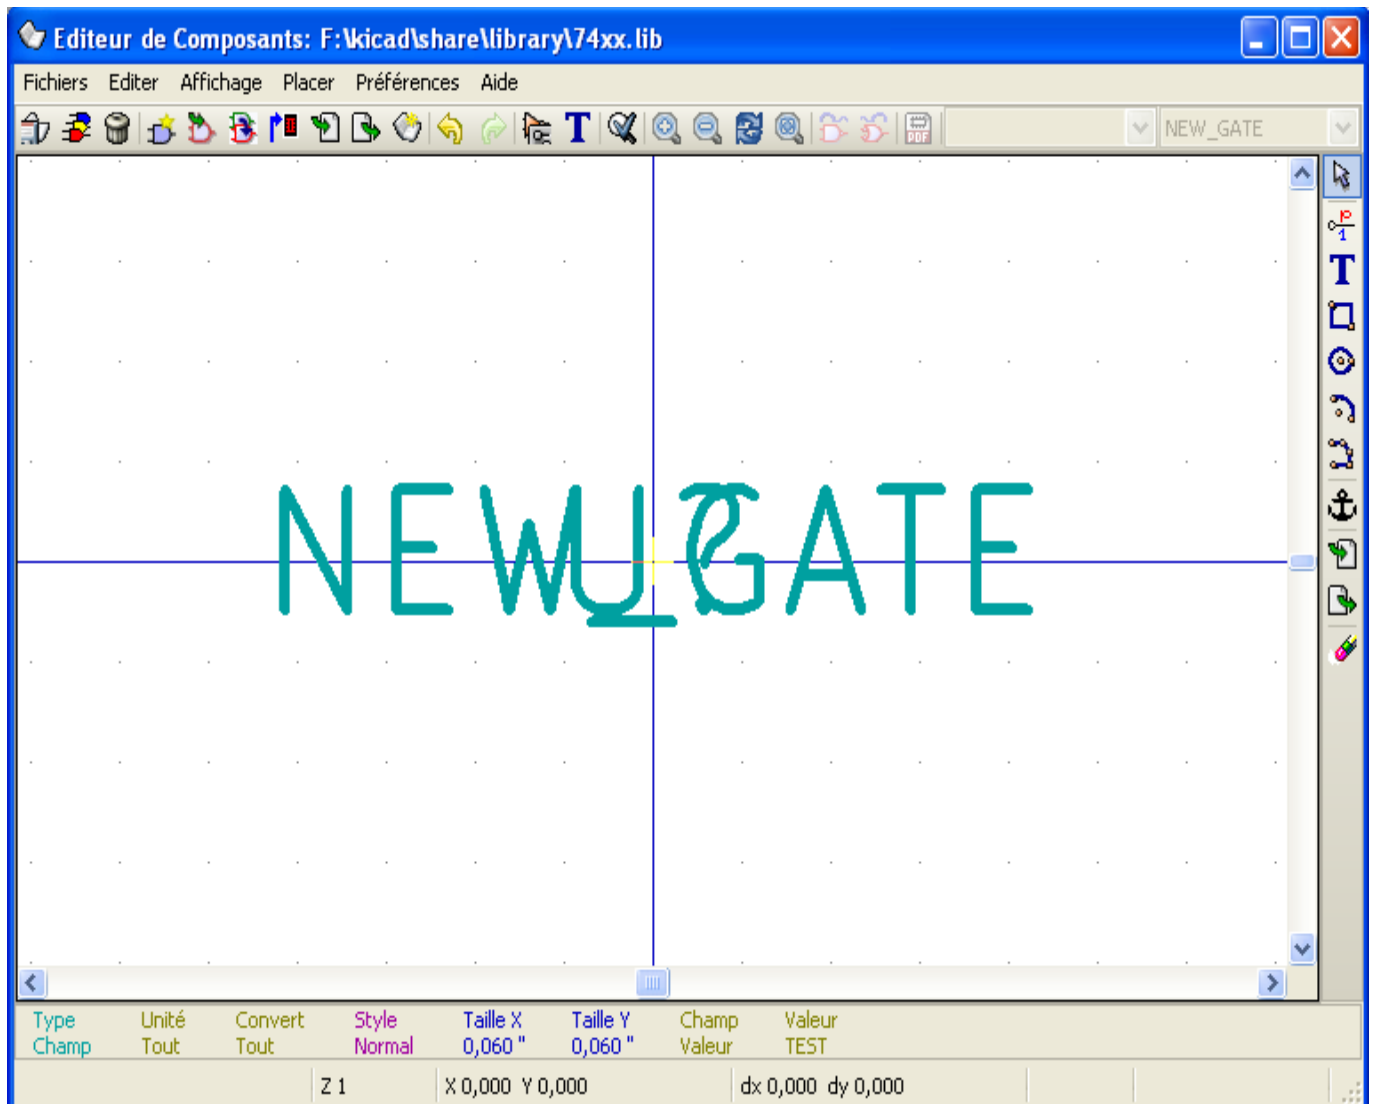 Editeur de Composants: F:\kicad\share\library\74xx.lib
Fichiers Editer Affichage Placer Préférences Aide
T PDF NEW_GATE
1
T
NEW_GATE
U?
Type Unité Convert Style Taille X Taille Y Champ Valeur
Champ Tout Tout Normal 0,060 " 0,060 " Valeur TEST
Z 1 X 0,000 Y 0,000 dx 0,000 dy 0,000